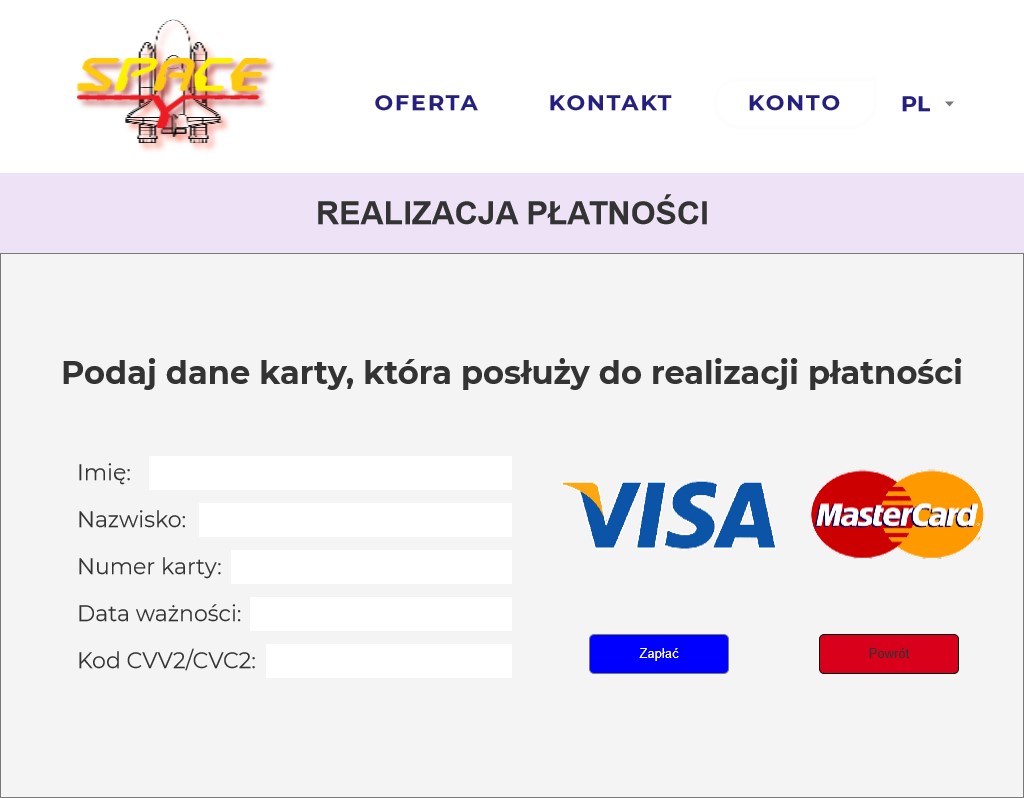 SPACE
Y
OFERTA KONTAKT KONTO PL
REALIZACJA PŁATNOŚCI
Podaj dane karty, która posłuży do realizacji płatności
Imię:
Nazwisko:
Numer karty:
Data ważności:
Kod CVV2/CVC2:
VISA MasterCard
Zapłać Powrót